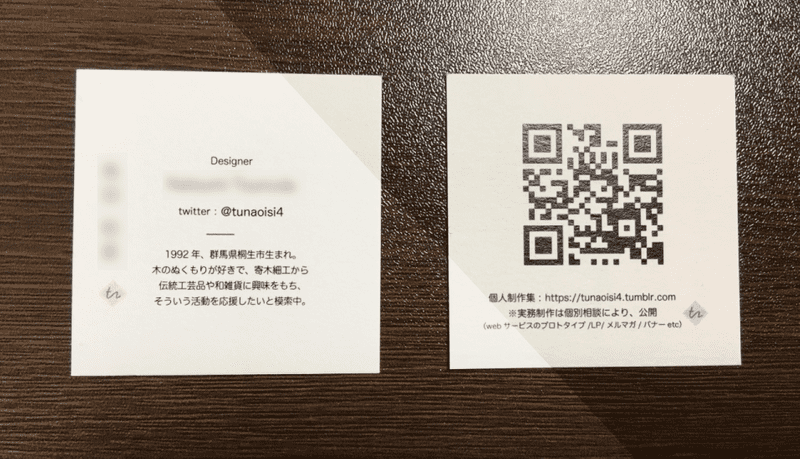 Designer
twitter : @tunaoisi4
1992 年、群馬県桐生市生まれ。
木のぬくもりが好きで、寄木細工から
伝統工芸品や和雑貨に興味をもち、
そういう活動を応援したいと模索中。
tn
個人制作集 : https://tunaoisi4.tumblr.com
※実務制作は個別相談により、公開
（web サービスのプロトタイプ /LP/ メルマガ / バナー etc）
tn